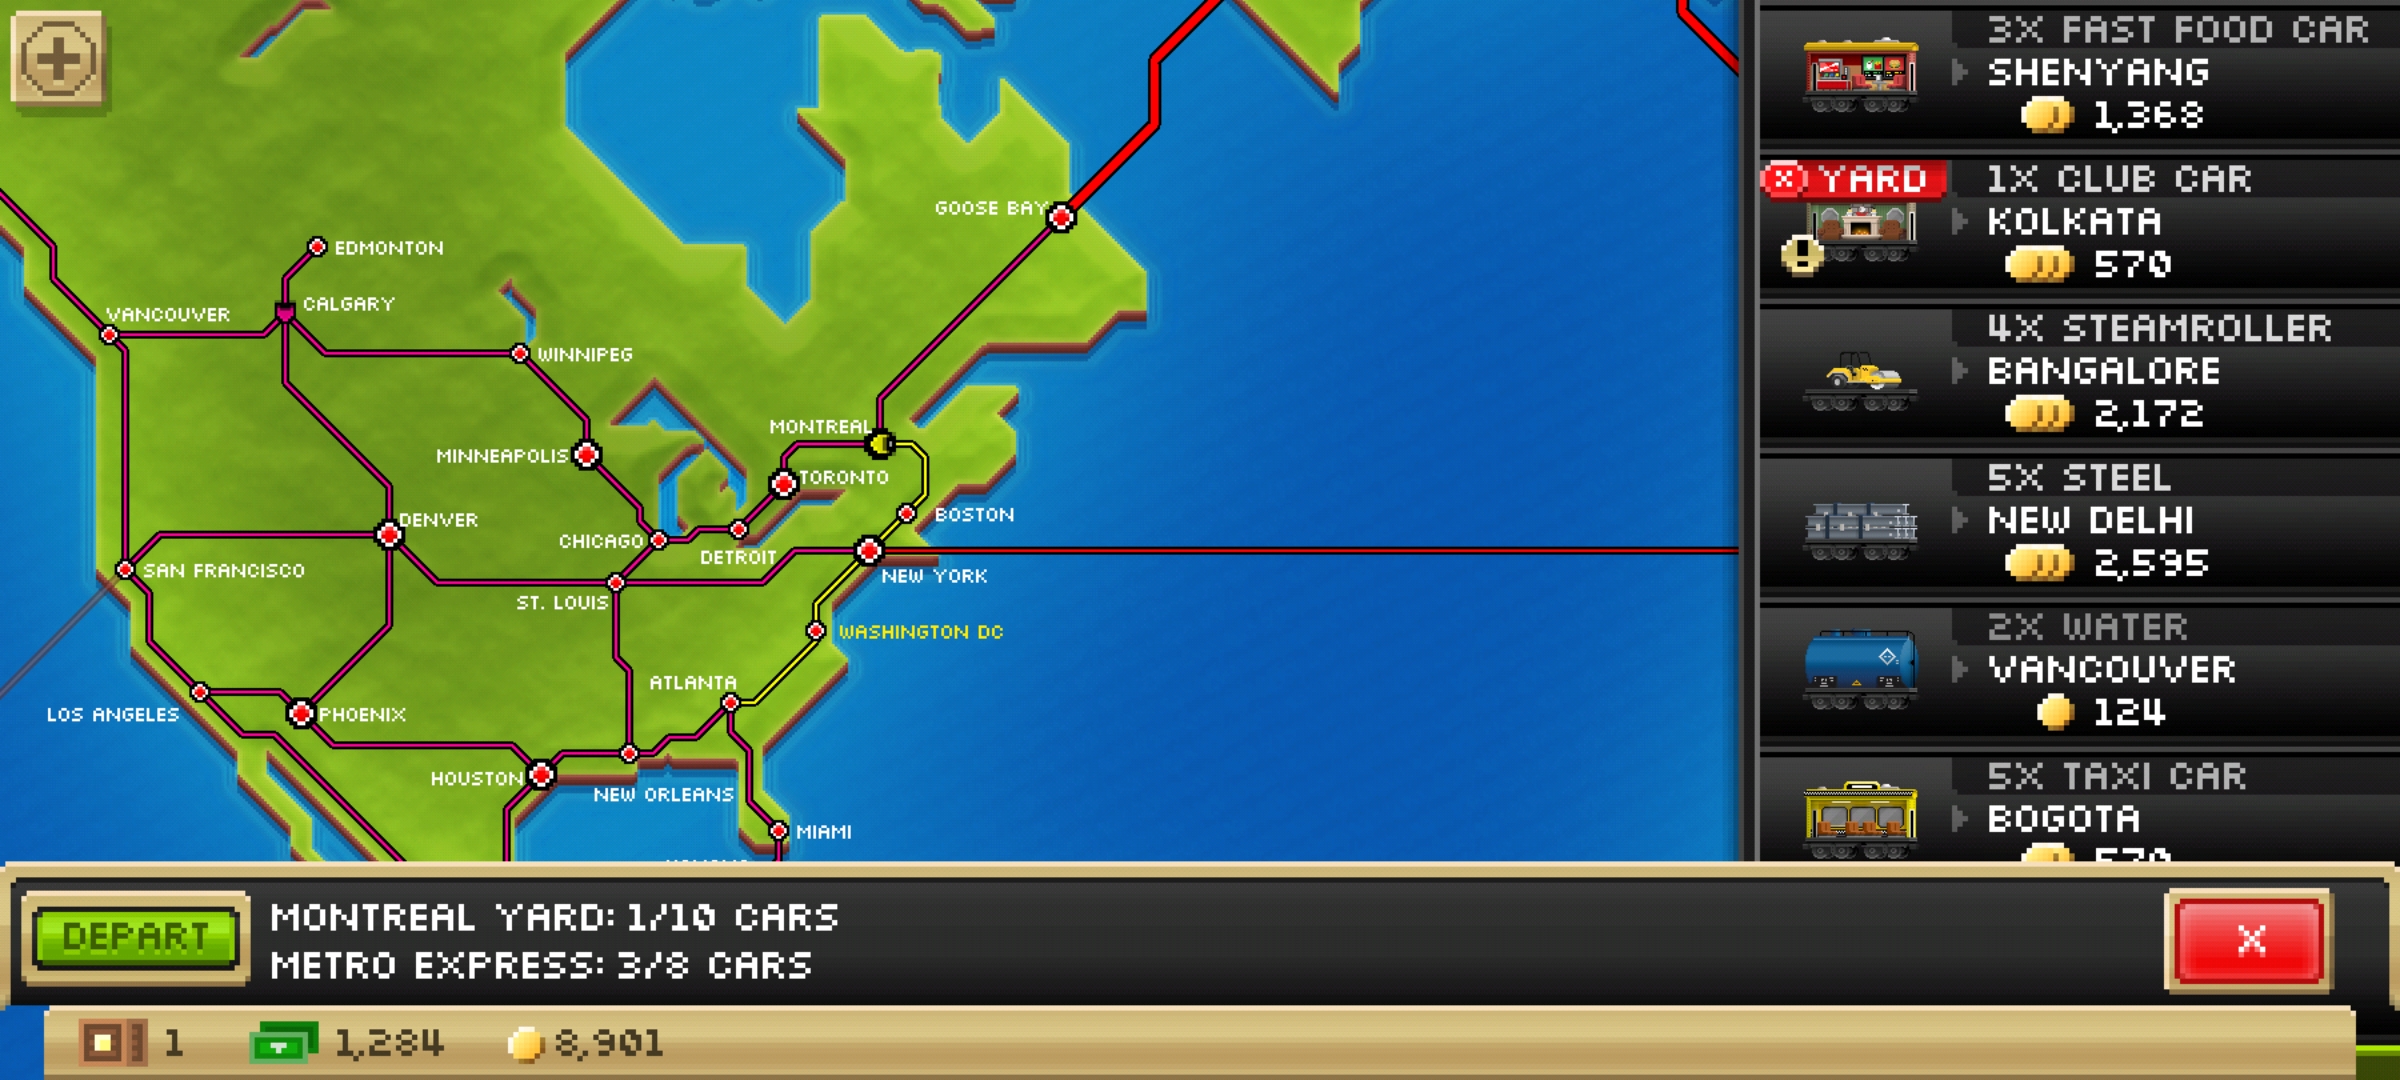 GOOSE BAY
EDMONTON
CALGARY
VANCOUVER
WINNIPEG
MONTREAL
MINNEAPOLIS
TORONTO
DENVER
BOSTON
CHICAGO
DETROIT
SAN FRANCISCO
NEW YORK
ST. LOUIS
WASHINGTON DC
ATLANTA
LOS ANGELES
PHOENIX
HOUSTON
NEW ORLEANS
MIAMI
3X FAST FOOD CAR
SHENYANG
1,368
YARD
1X CLUB CAR
KOLKATA
570
4X STEAMROLLER
BANGALORE
2,172
5X STEEL
NEW DELHI
2,595
2X WATER
VANCOUVER
124
5X TAXI CAR
BOGOTA
DEPART
MONTREAL YARD: 1/10 CARS
METRO EXPRESS: 3/8 CARS
X
1
1,284
8,901